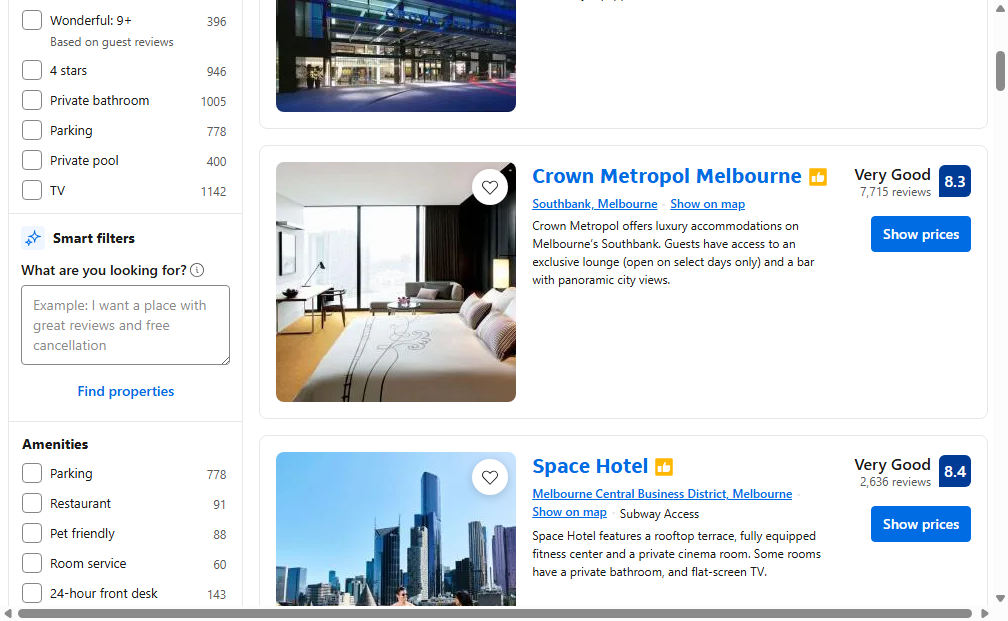 Wonderful: 9+ 396
Based on guest reviews
4 stars 946
Private bathroom 1005
Parking 778
Private pool 400
TV 1142
Smart filters
What are you looking for?
Example: I want a place with
great reviews and free
cancellation
Find properties
Amenities
Parking 778
Restaurant 91
Pet friendly 88
Room service 60
24-hour front desk 143
Crown Metropol Melbourne
Very Good 8.3
7,715 reviews
Southbank, Melbourne · Show on map
Show prices
Crown Metropol offers luxury accommodations on
Melbourne's Southbank. Guests have access to an
exclusive lounge (open on select days only) and a bar
with panoramic city views.
Space Hotel
Very Good 8.4
2,636 reviews
Melbourne Central Business District, Melbourne ·
Show on map · Subway Access
Show prices
Space Hotel features a rooftop terrace, fully equipped
fitness center and a private cinema room. Some rooms
have a private bathroom, and flat-screen TV.